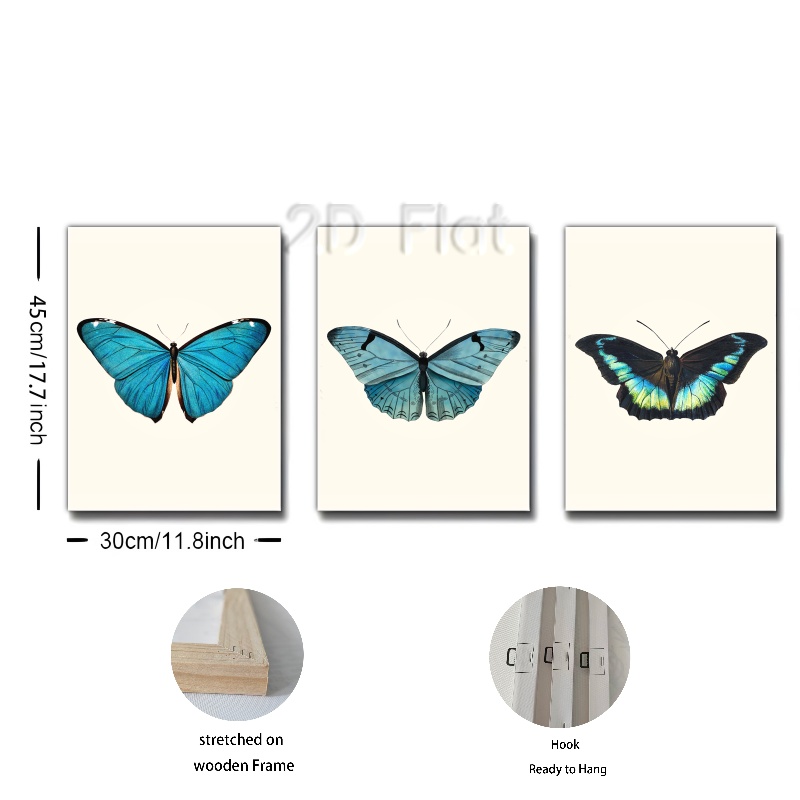 2D Flat
45cm/17.7inch
30cm/11.8inch
stretched on
wooden Frame
Hook
Ready to Hang